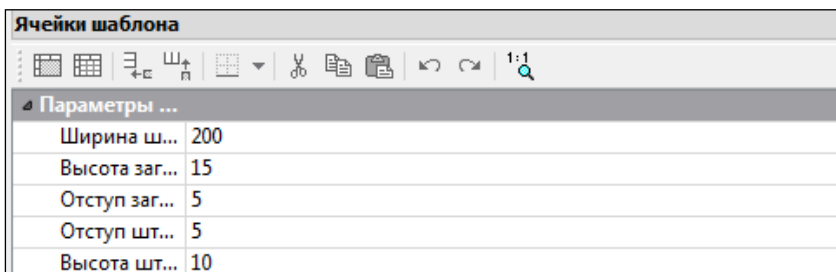 Ячейки шаблона
1:1
Параметры ...
Ширина ш... 200
Высота заг... 15
Отступ заг... 5
Отступ шт... 5
Высота шт... 10